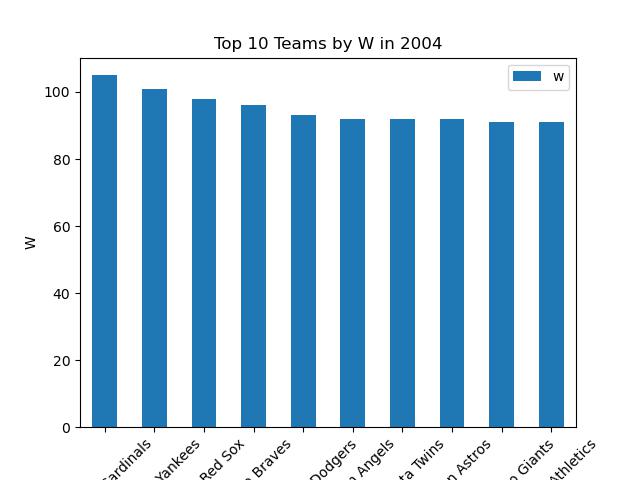 Top 10 Teams by W in 2004
w
W
100
80
60
40
20
0
Cardinals
Yankees
Red Sox
Braves
Dodgers
Angels
Twins
Astros
Giants
Athletics